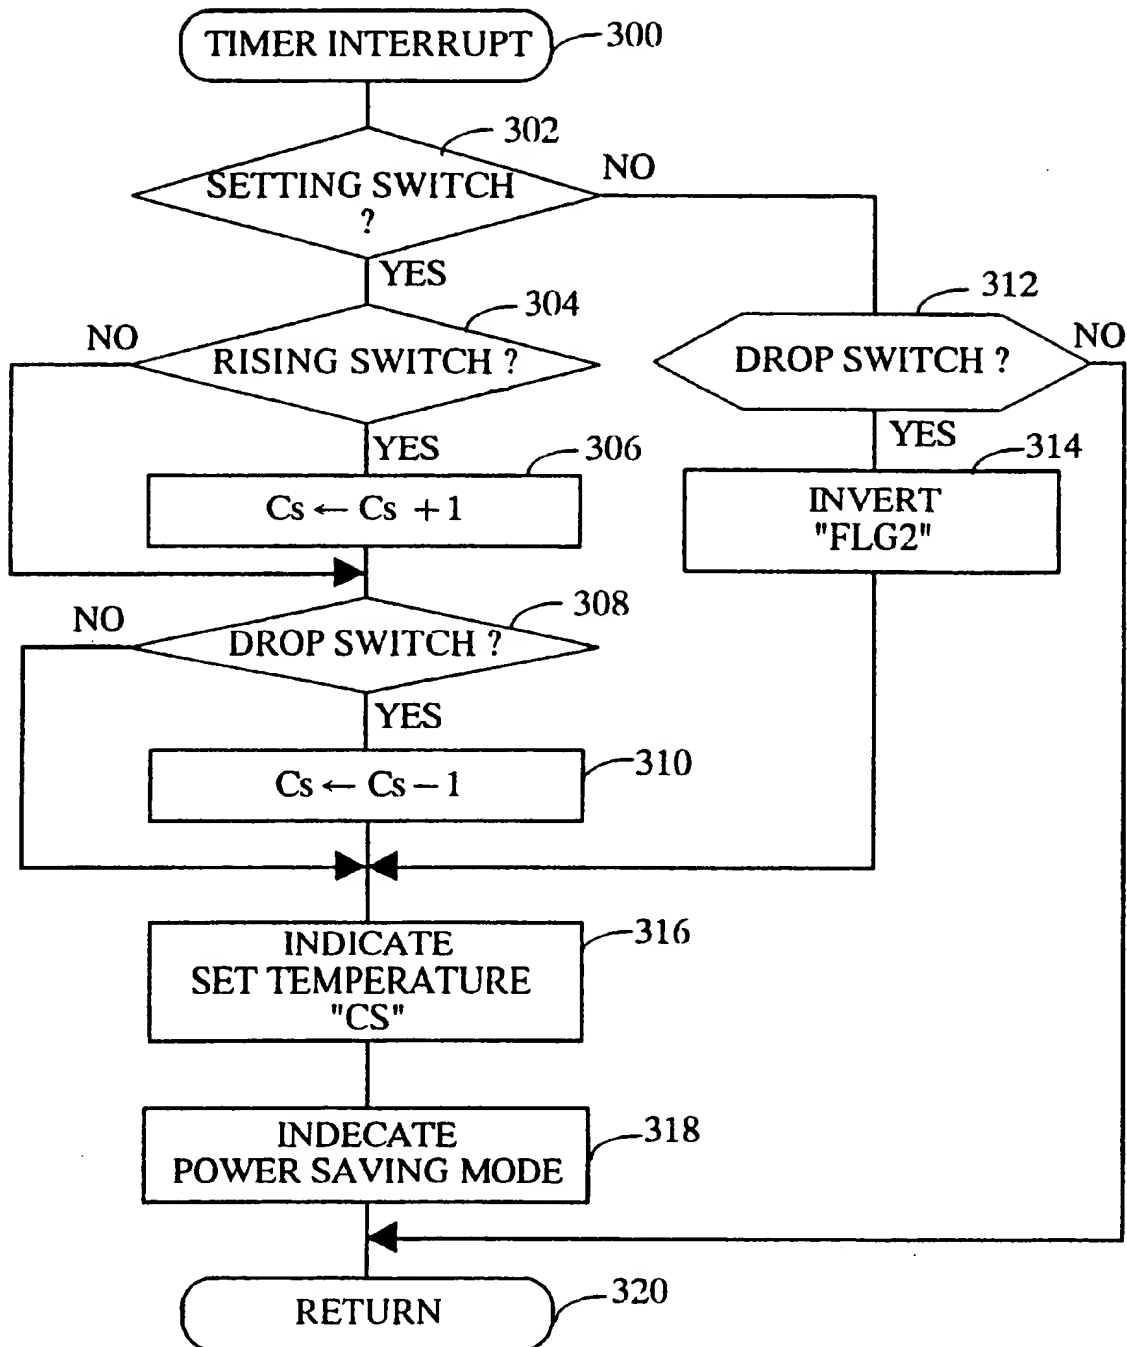 TIMER INTERRUPT
300
302
SETTING SWITCH
?
NO
YES
304
NO
RISING SWITCH ?
312
DROP SWITCH ?
NO
YES
306
Cs ← Cs + 1
YES
314
INVERT
"FLG2"
308
NO
DROP SWITCH ?
YES
310
Cs ← Cs − 1
316
INDICATE
SET TEMPERATURE
"CS"
318
INDECATE
POWER SAVING MODE
320
RETURN